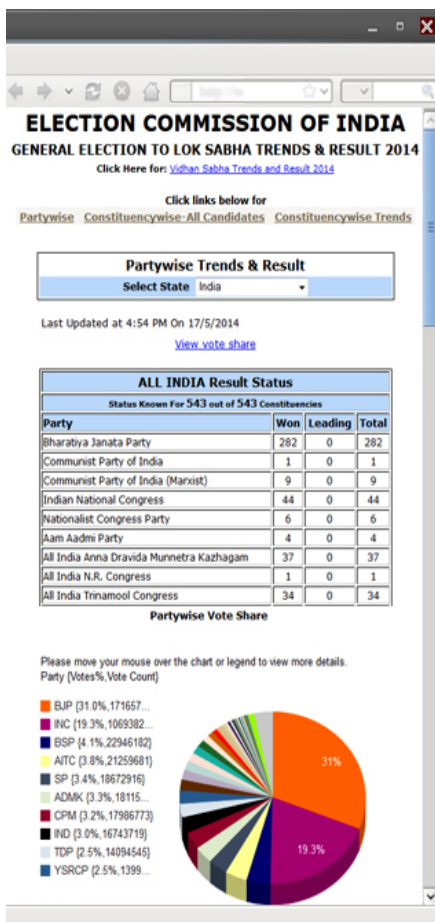 ELECTION COMMISSION OF INDIA
GENERAL ELECTION TO LOK SABHA TRENDS & RESULT 2014
Click Here for: Vidhan Sabha Trends and Result 2014
Click links below for
Partywise Constituencywise-All Candidates Constituencywise Trends
Partywise Trends & Result
Select State India
Last Updated at 4:54 PM On 17/5/2014
View vote share
ALL INDIA Result Status
Status Known For 543 out of 543 Constituencies
Party Won Leading Total
Bharatiya Janata Party 282 0 282
Communist Party of India 1 0 1
Communist Party of India (Marxist) 9 0 9
Indian National Congress 44 0 44
Nationalist Congress Party 6 0 6
Aam Aadmi Party 4 0 4
All India Anna Dravida Munnetra Kazhagam 37 0 37
All India N.R. Congress 1 0 1
All India Trinamool Congress 34 0 34
Partywise Vote Share
Please move your mouse over the chart or legend to view more details.
Party {Votes%,Vote Count}
BJP {31.0%,171657...
INC {19.3%,1069382...
BSP {4.1%,22946182}
AITC {3.8%,21259681}
SP {3.4%,18672916}
ADMK {3.3%,18115...
CPM {3.2%,17986773}
IND {3.0%,16743719}
TDP {2.5%,14094545}
YSRCP {2.5%,1399...
31%
19.3%